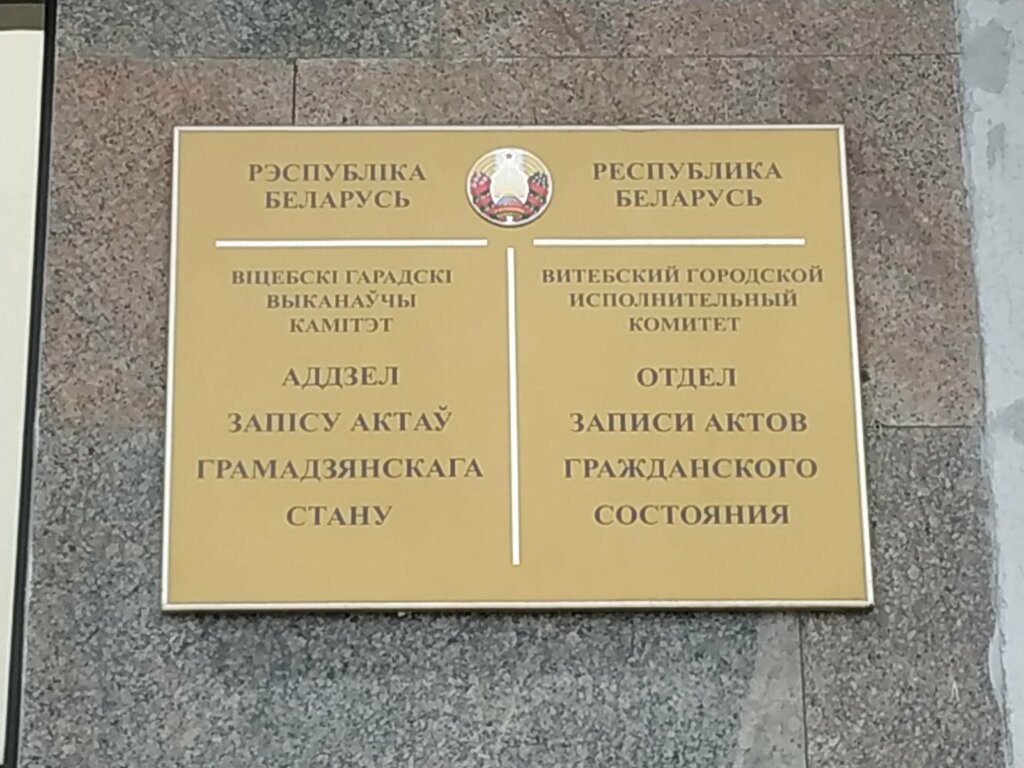 РЭСПУБЛІКА
БЕЛАРУСЬ
ВІЦЕБСКІ ГАРАДСКІ
ВЫКАНАЎЧЫ
КАМІТЭТ
АДДЗЕЛ
ЗАПІСУ АКТАЎ
ГРАМАДЗЯНСКАГА
СТАНУ
РЕСПУБЛИКА
БЕЛАРУСЬ
ВИТЕБСКИЙ ГОРОДСКОЙ
ИСПОЛНИТЕЛЬНЫЙ
КОМИТЕТ
ОТДЕЛ
ЗАПИСИ АКТОВ
ГРАЖДАНСКОГО
СОСТОЯНИЯ